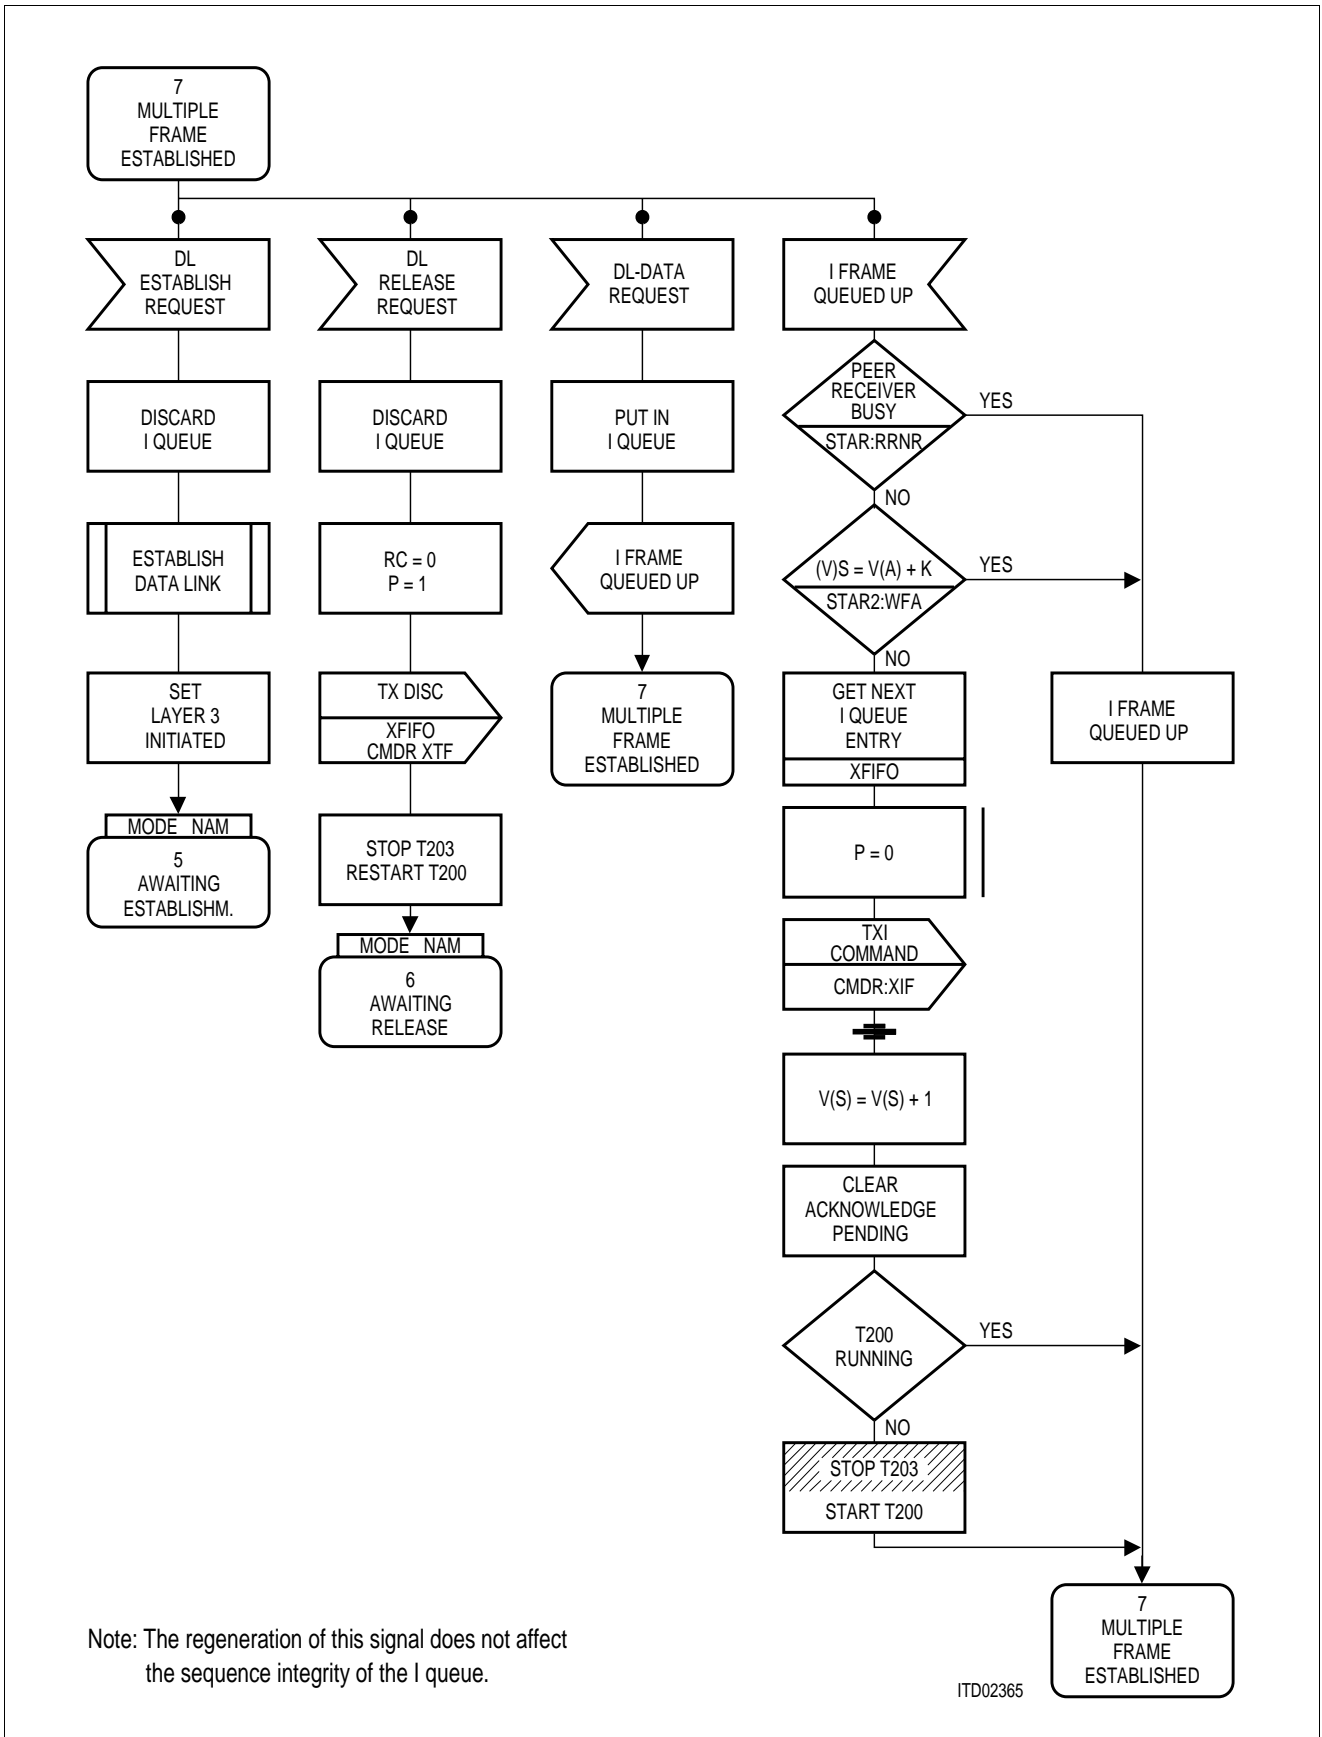 7
MULTIPLE
FRAME
ESTABLISHED
DL
ESTABLISH
REQUEST
DISCARD
I QUEUE
ESTABLISH
DATA LINK
SET
LAYER 3
INITIATED
MODE NAM
5
AWAITING
ESTABLISHM.
DL
RELEASE
REQUEST
DISCARD
I QUEUE
RC = 0
P = 1
TX DISC
XFIFO
CMDR XTF
STOP T203
RESTART T200
MODE NAM
6
AWAITING
RELEASE
DL-DATA
REQUEST
PUT IN
I QUEUE
I FRAME
QUEUED UP
7
MULTIPLE
FRAME
ESTABLISHED
I FRAME
QUEUED UP
PEER
RECEIVER
BUSY
STAR:RRNR
YES
NO
(V)S = V(A) + K
STAR2:WFA
YES
NO
GET NEXT
I QUEUE
ENTRY
XFIFO
I FRAME
QUEUED UP
P = 0
TXI
COMMAND
CMDR:XIF
V(S) = V(S) + 1
CLEAR
ACKNOWLEDGE
PENDING
T200
RUNNING
YES
NO
STOP T203
START T200
7
MULTIPLE
FRAME
ESTABLISHED
Note: The regeneration of this signal does not affect
the sequence integrity of the I queue.
ITD02365